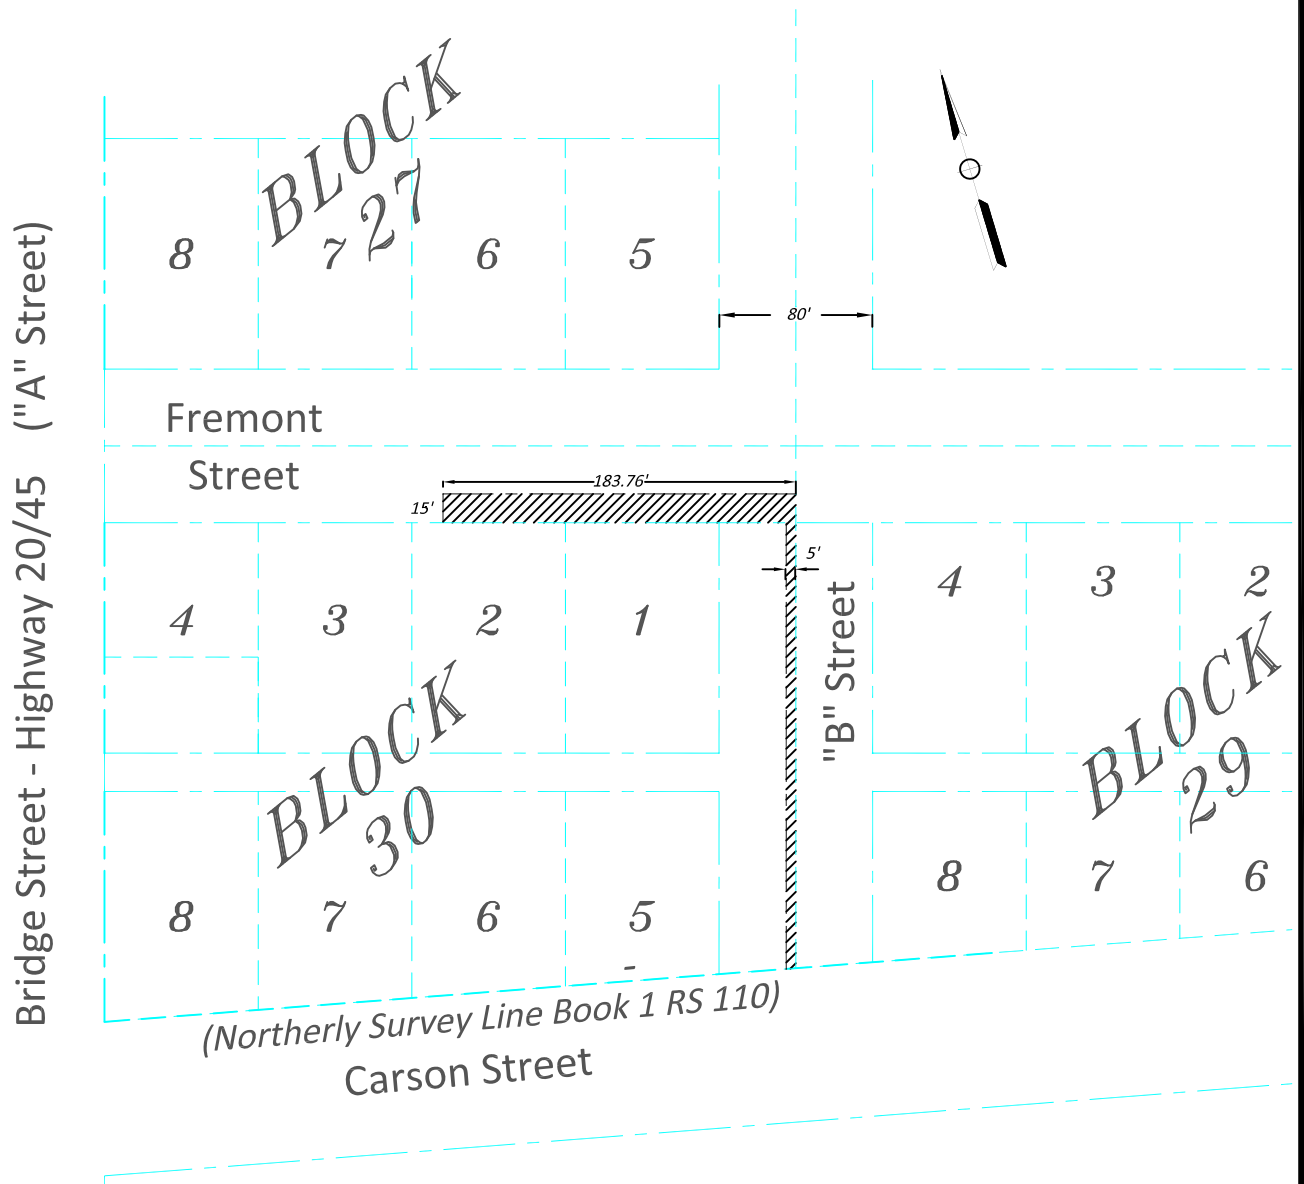 BLOCK
27
8
7
6
5
80'
Fremont
Street
183.76'
15'
5'
4
3
2
1
"B" Street
4
3
2
BLOCK
30
BLOCK
29
8
7
6
5
-
8
7
6
(Northerly Survey Line Book 1 RS 110)
Carson Street
Bridge Street - Highway 20/45 ("A" Street)